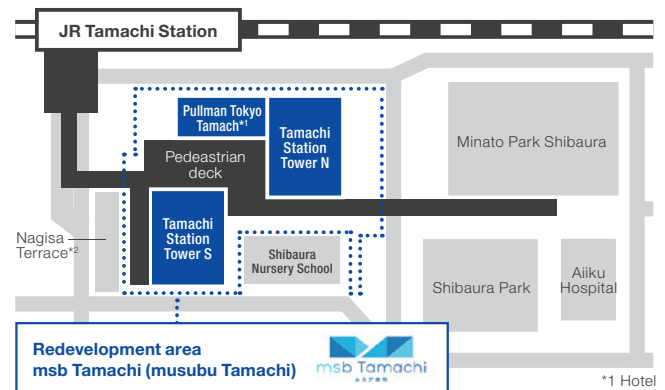 JR Tamachi Station
Pullman Tokyo
Tamach*1
Tamachi
Station
Tower N
Pedeastrian
deck
Minato Park Shibaura
Tamachi
Station
Tower S
Nagisa
Terrace*2
Shibaura
Nursery School
Shibaura Park
Aiiku
Hospital
Redevelopment area
msb Tamachi (musubu Tamachi)
msb Tamachi
*1 Hotel